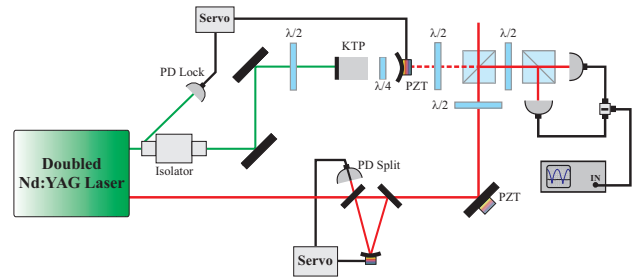 Servo
λ/2
KTP
λ/2
λ/2
PD Lock
λ/4
PZT
λ/2
Isolator
Doubled
Nd:YAG Laser
PD Split
IN
PZT
Servo